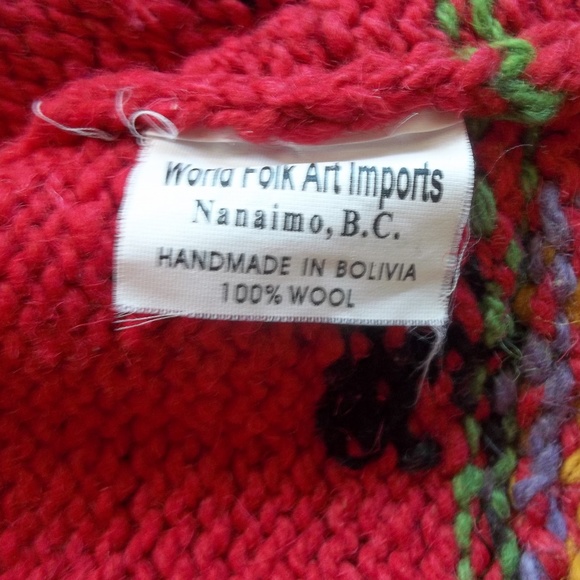 World Folk Art Imports
Nanaimo, B.C.
HANDMADE IN BOLIVIA
100% WOOL